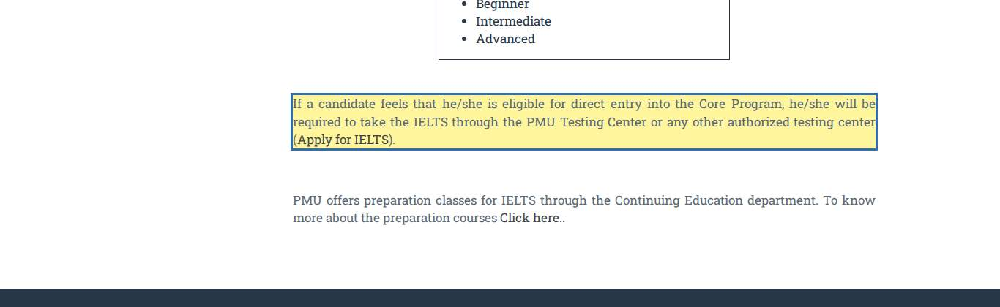 Beginner
Intermediate
Advanced
If a candidate feels that he/she is eligible for direct entry into the Core Program, he/she will be
required to take the IELTS through the PMU Testing Center or any other authorized testing center
(Apply for IELTS).
PMU offers preparation classes for IELTS through the Continuing Education department. To know
more about the preparation courses Click here..